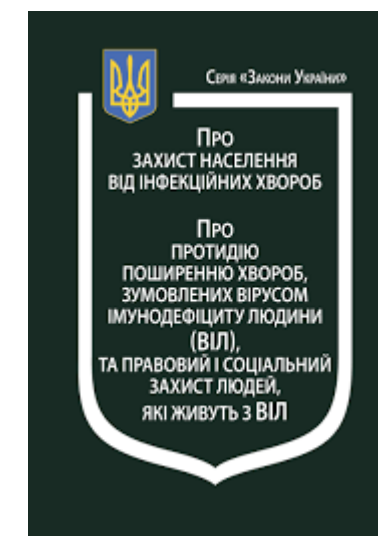 Серія «Закони України»
Про
захист населення
від інфекційних хвороб
Про
протидію
поширенню хвороб,
зумовлених вірусом
імунодефіциту людини
(ВІЛ),
та правовий і соціальний
захист людей,
які живуть з ВІЛ